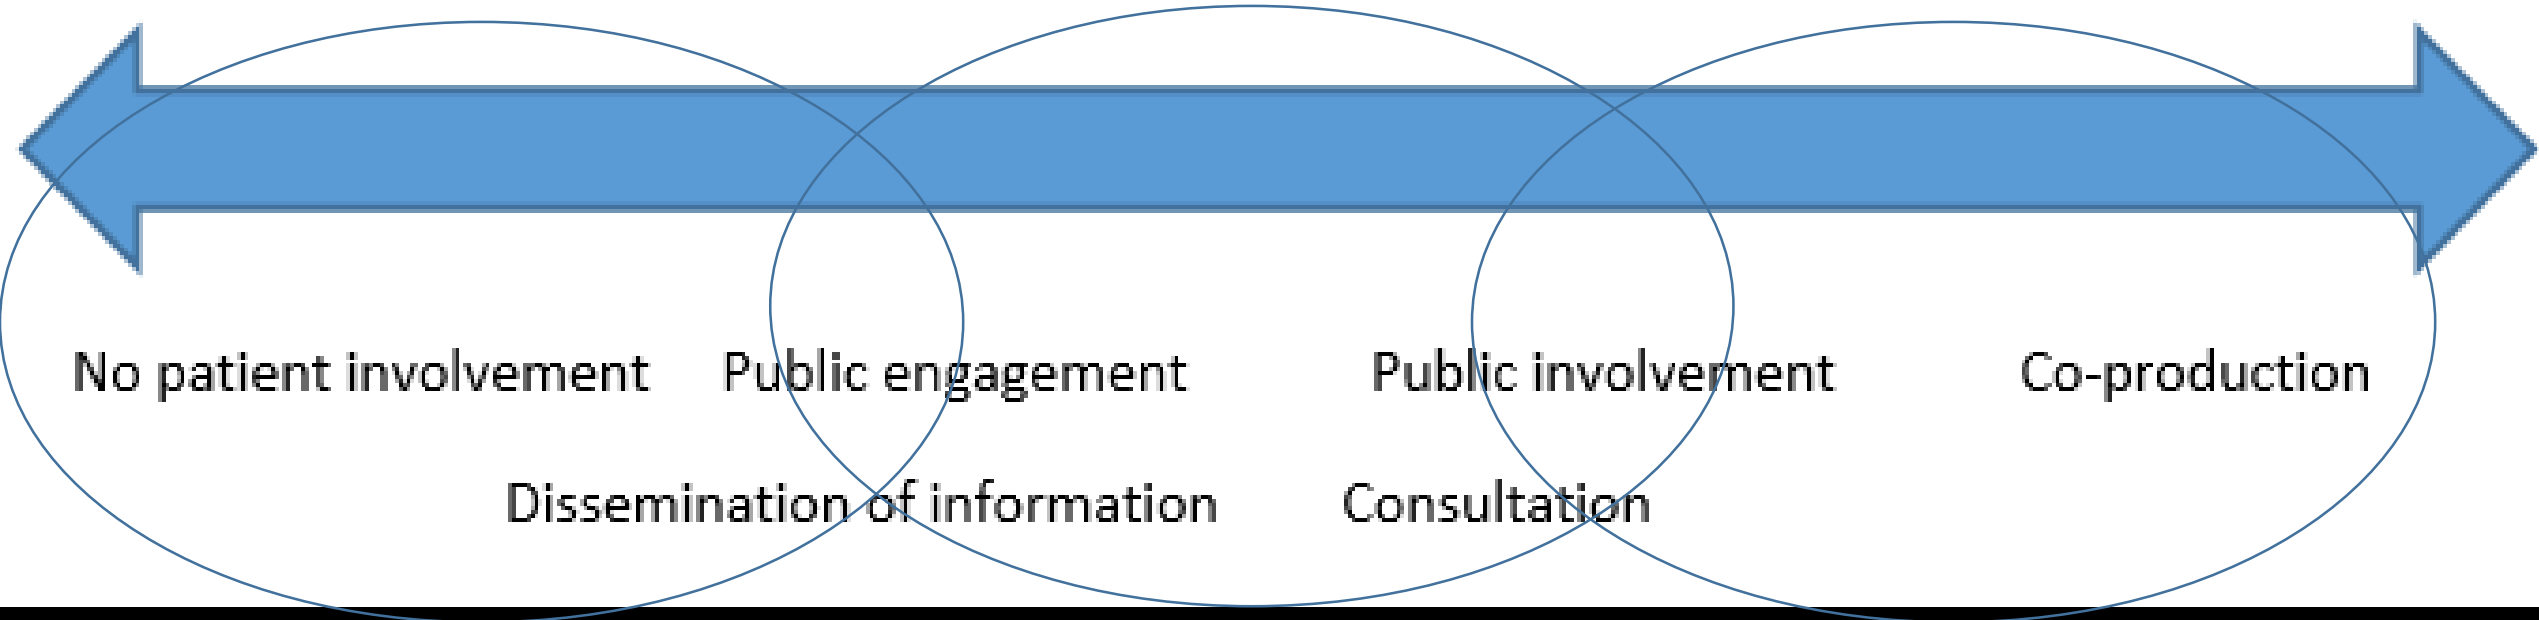 No patient involvement Public engagement Public involvement Co-production
Dissemination of information Consultation